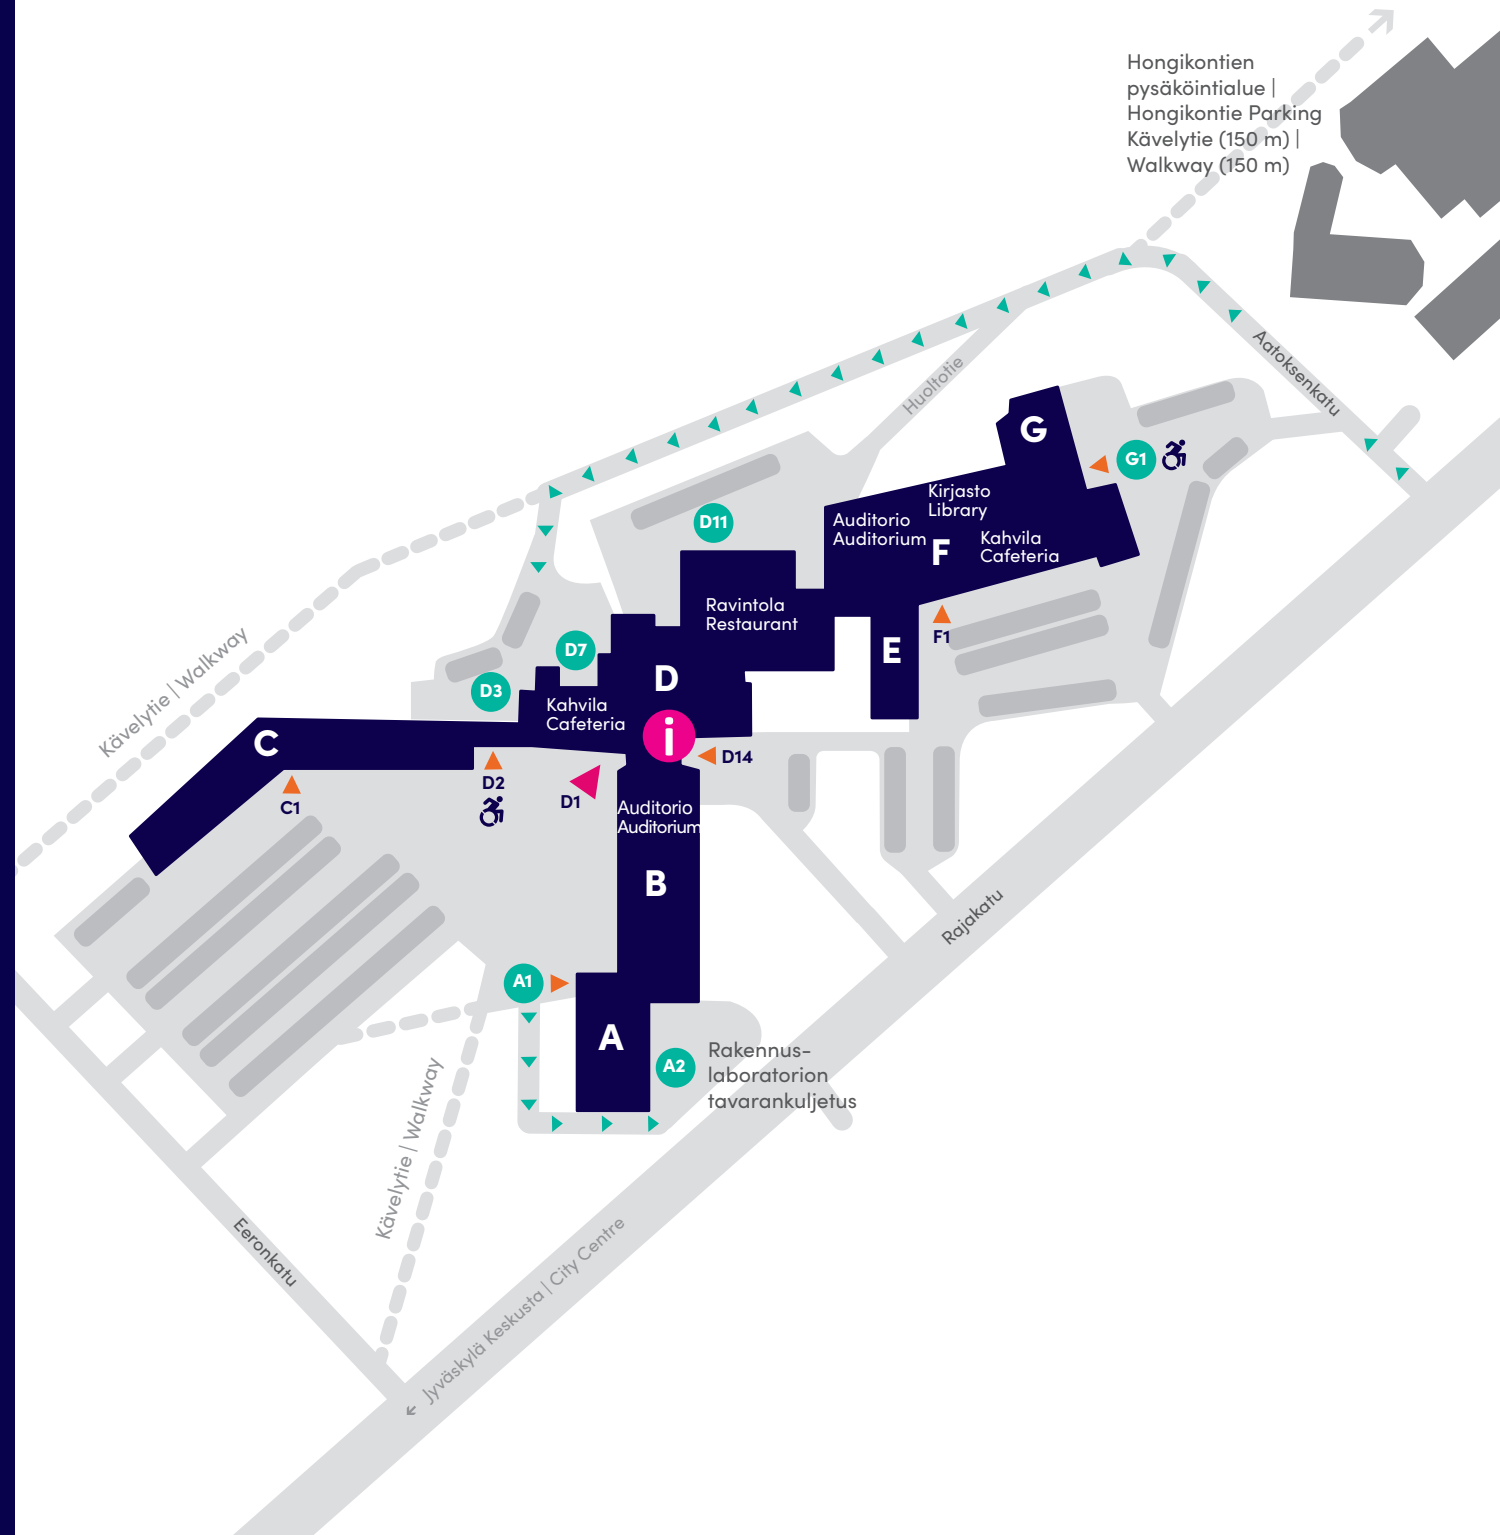 Hongikontien
pysäköintialue |
Hongikontie Parking
Kävelytie (150 m) |
Walkway (150 m)
Aatoksenkatu
Huoltotie
G
G1
Kirjasto
Library
Auditorio
Auditorium
F
Kahvila
Cafeteria
D11
Ravintola
Restaurant
F1
E
D7
D
D3
Kävelytie | Walkway
Kahvila
Cafeteria
C
i
D14
D2
D1
C1
Auditorio
Auditorium
B
Rajakatu
A1
A
A2
Rakennus-
laboratorion
tavarankuljetus
Kävelytie | Walkway
Eeronkatu
Jyväskylä Keskusta | City Centre